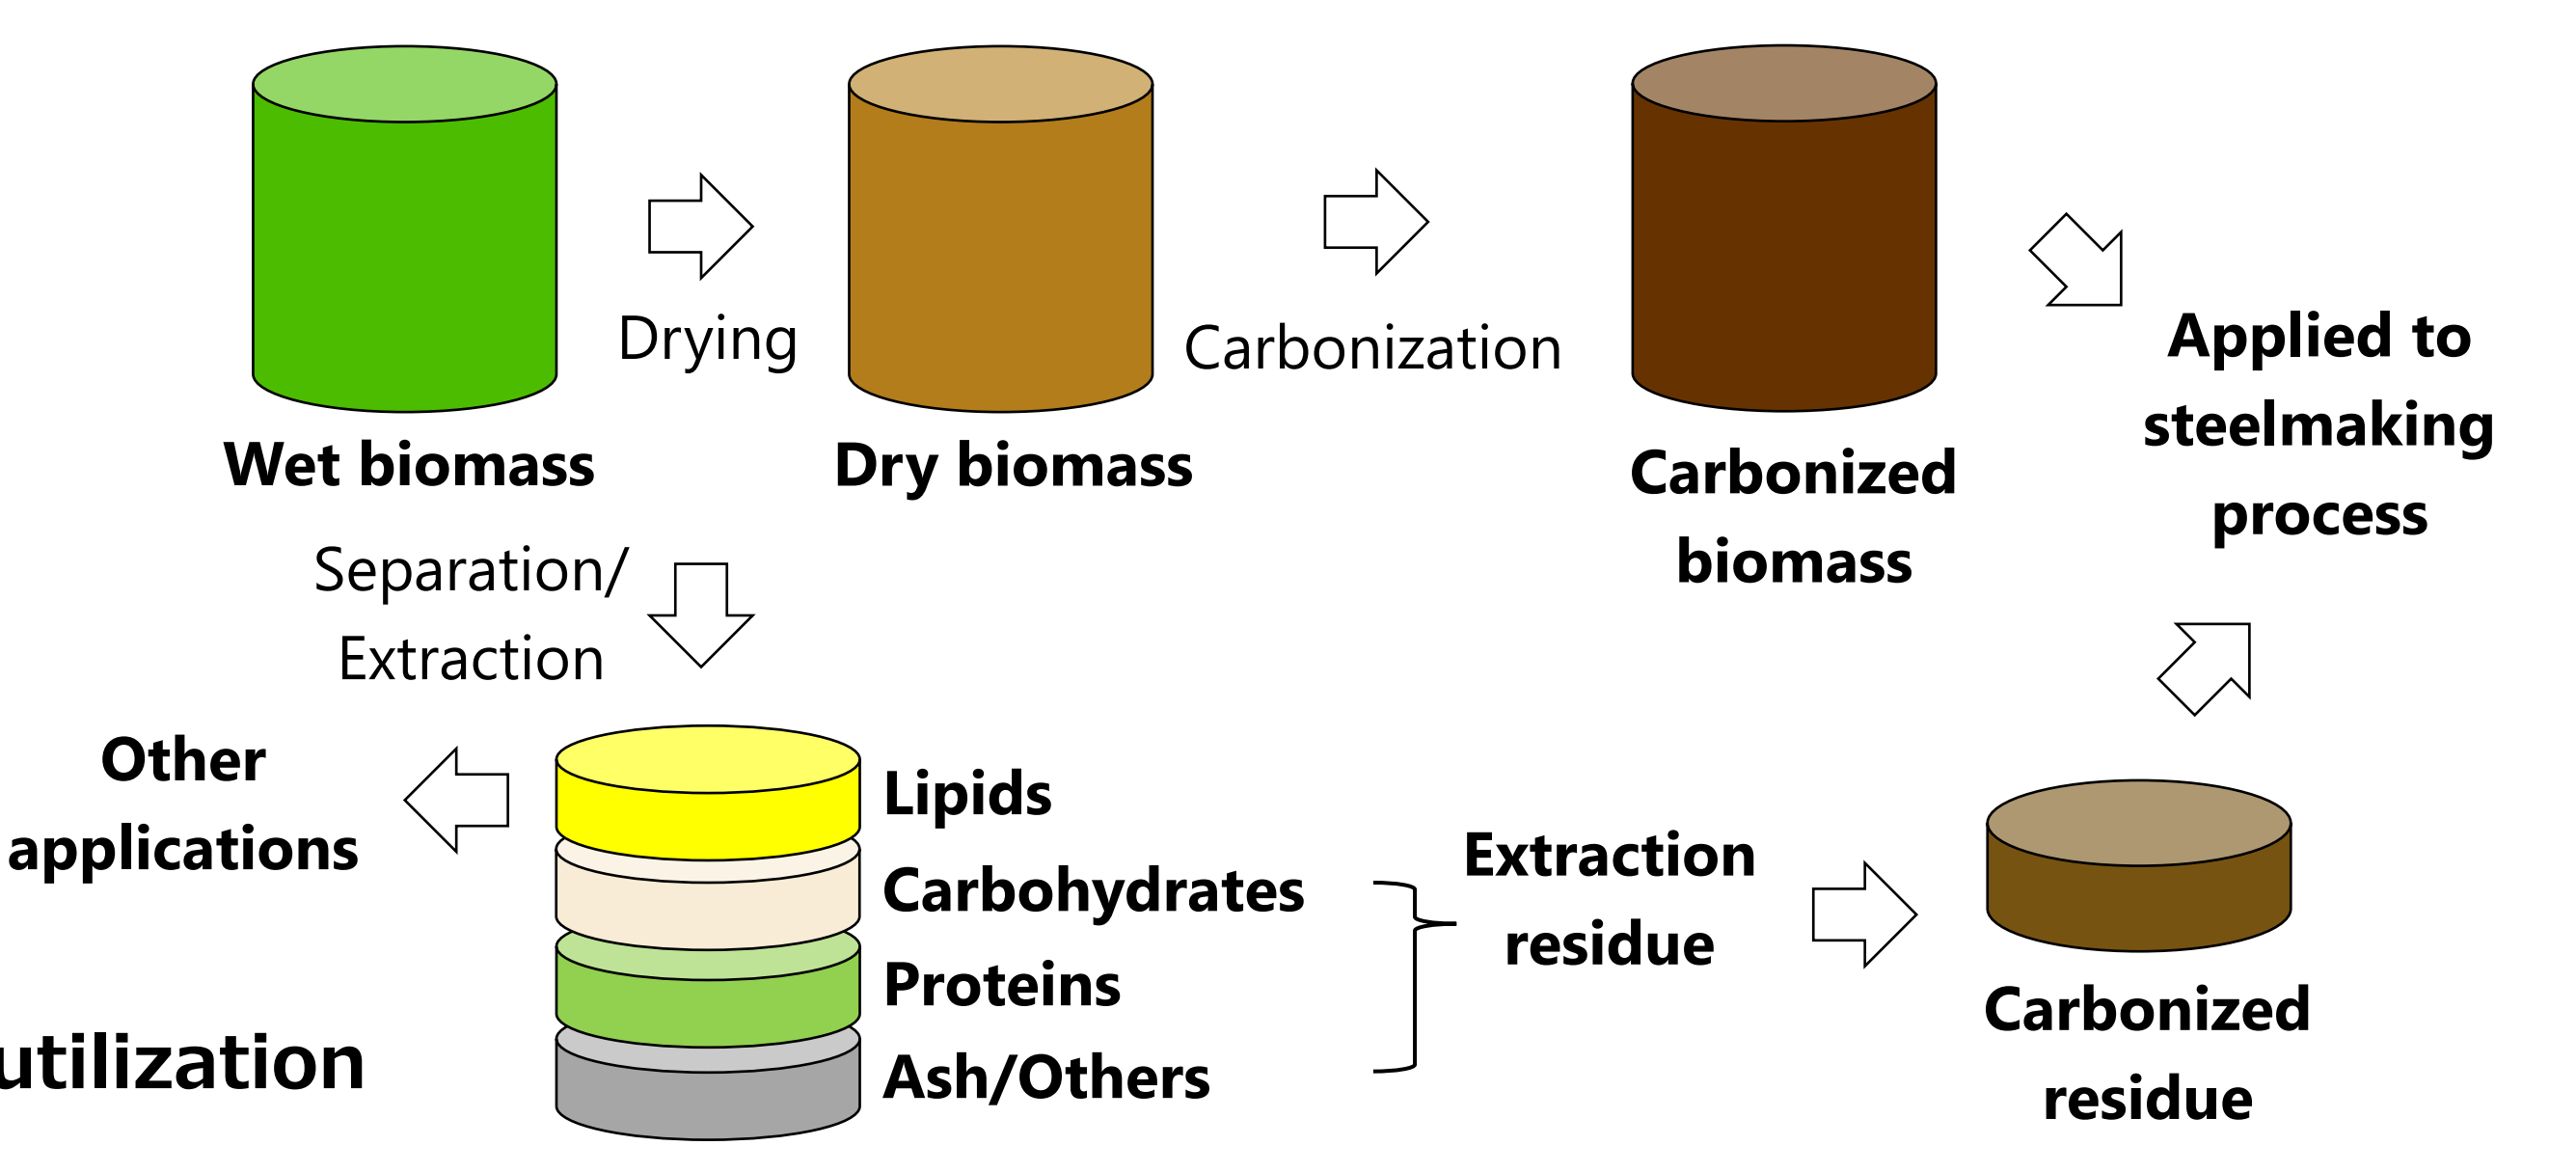 Drying
Carbonization
Wet biomass
Dry biomass
Carbonized
biomass
Applied to
steelmaking
process
Separation/
Extraction
Other
applications
Lipids
Carbohydrates
Proteins
Ash/Others
Extraction
residue
Carbonized
residue
utilization